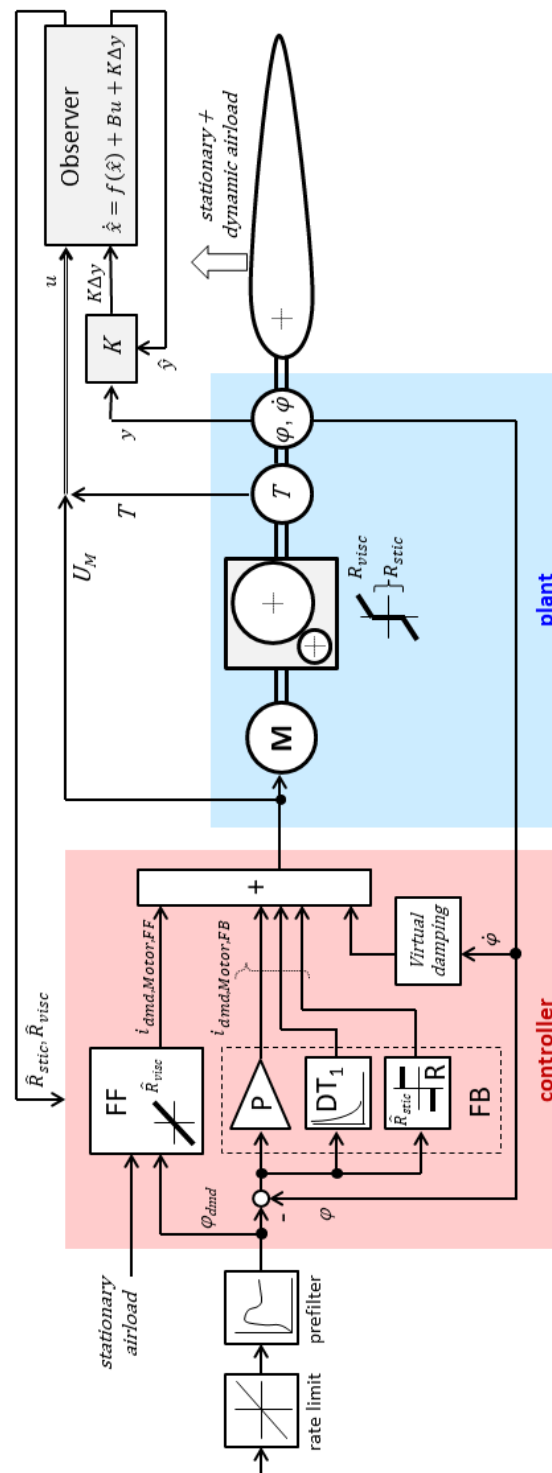 Observer
ẋ̂ = f(x̂) + Bu + KΔy
u
KΔy
K
ŷ
y
T
U_M
stationary +
dynamic airload
φ, φ̇
T
M
R_visc
R_stic
plant
R̂_stic, R̂_visc
FF
R̂_visc
i_dmd,Motor,FF
i_dmd,Motor,FB
+
P
DT₁
R̂_stic
R
FB
Virtual
damping
φ̇
φ_dmd
-
φ
controller
stationary
airload
prefilter
rate limit